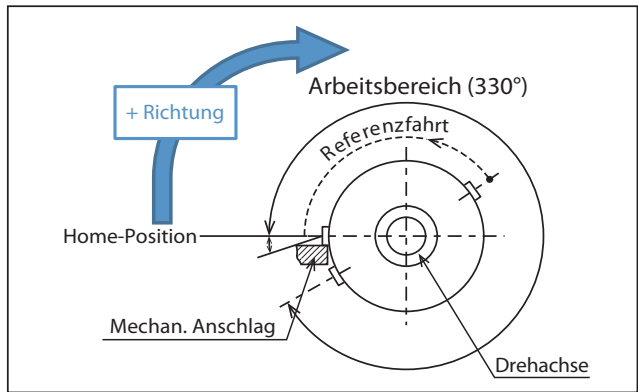 + Richtung
Arbeitsbereich (330°)
Referenzfahrt
Home-Position
Mechan. Anschlag
Drehachse